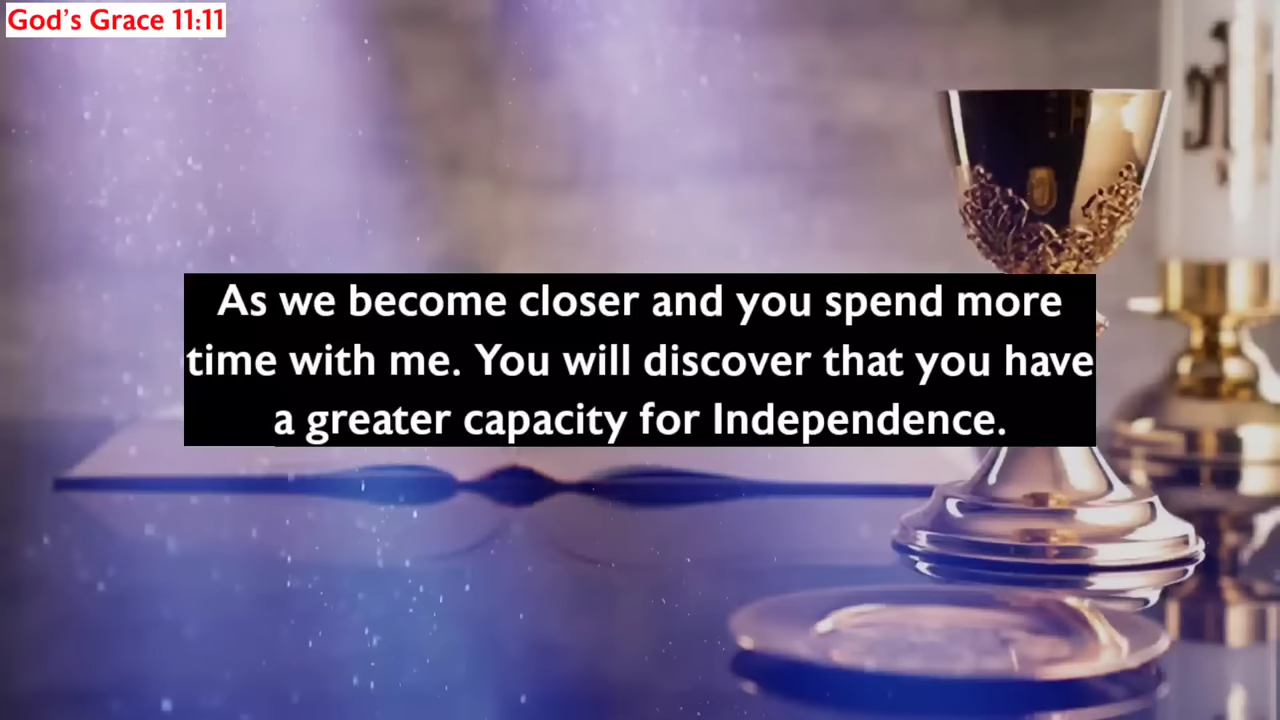 God's Grace 11:11
As we become closer and you spend more
time with me. You will discover that you have
a greater capacity for Independence.